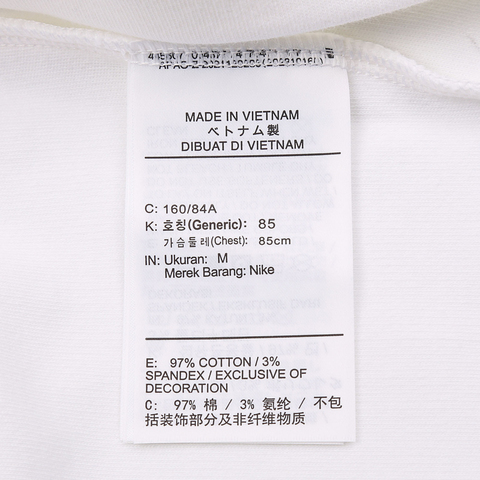 MADE IN VIETNAM
ベトナム製
DIBUAT DI VIETNAM
C: 160/84A
K: 호칭(Generic): 85
가슴둘레(Chest): 85cm
IN: Ukuran: M
Merek Barang: Nike
E: 97% COTTON / 3%
SPANDEX / EXCLUSIVE OF
DECORATION
C: 97% 棉 / 3% 氨纶 / 不包
括装饰部分及非纤维物质